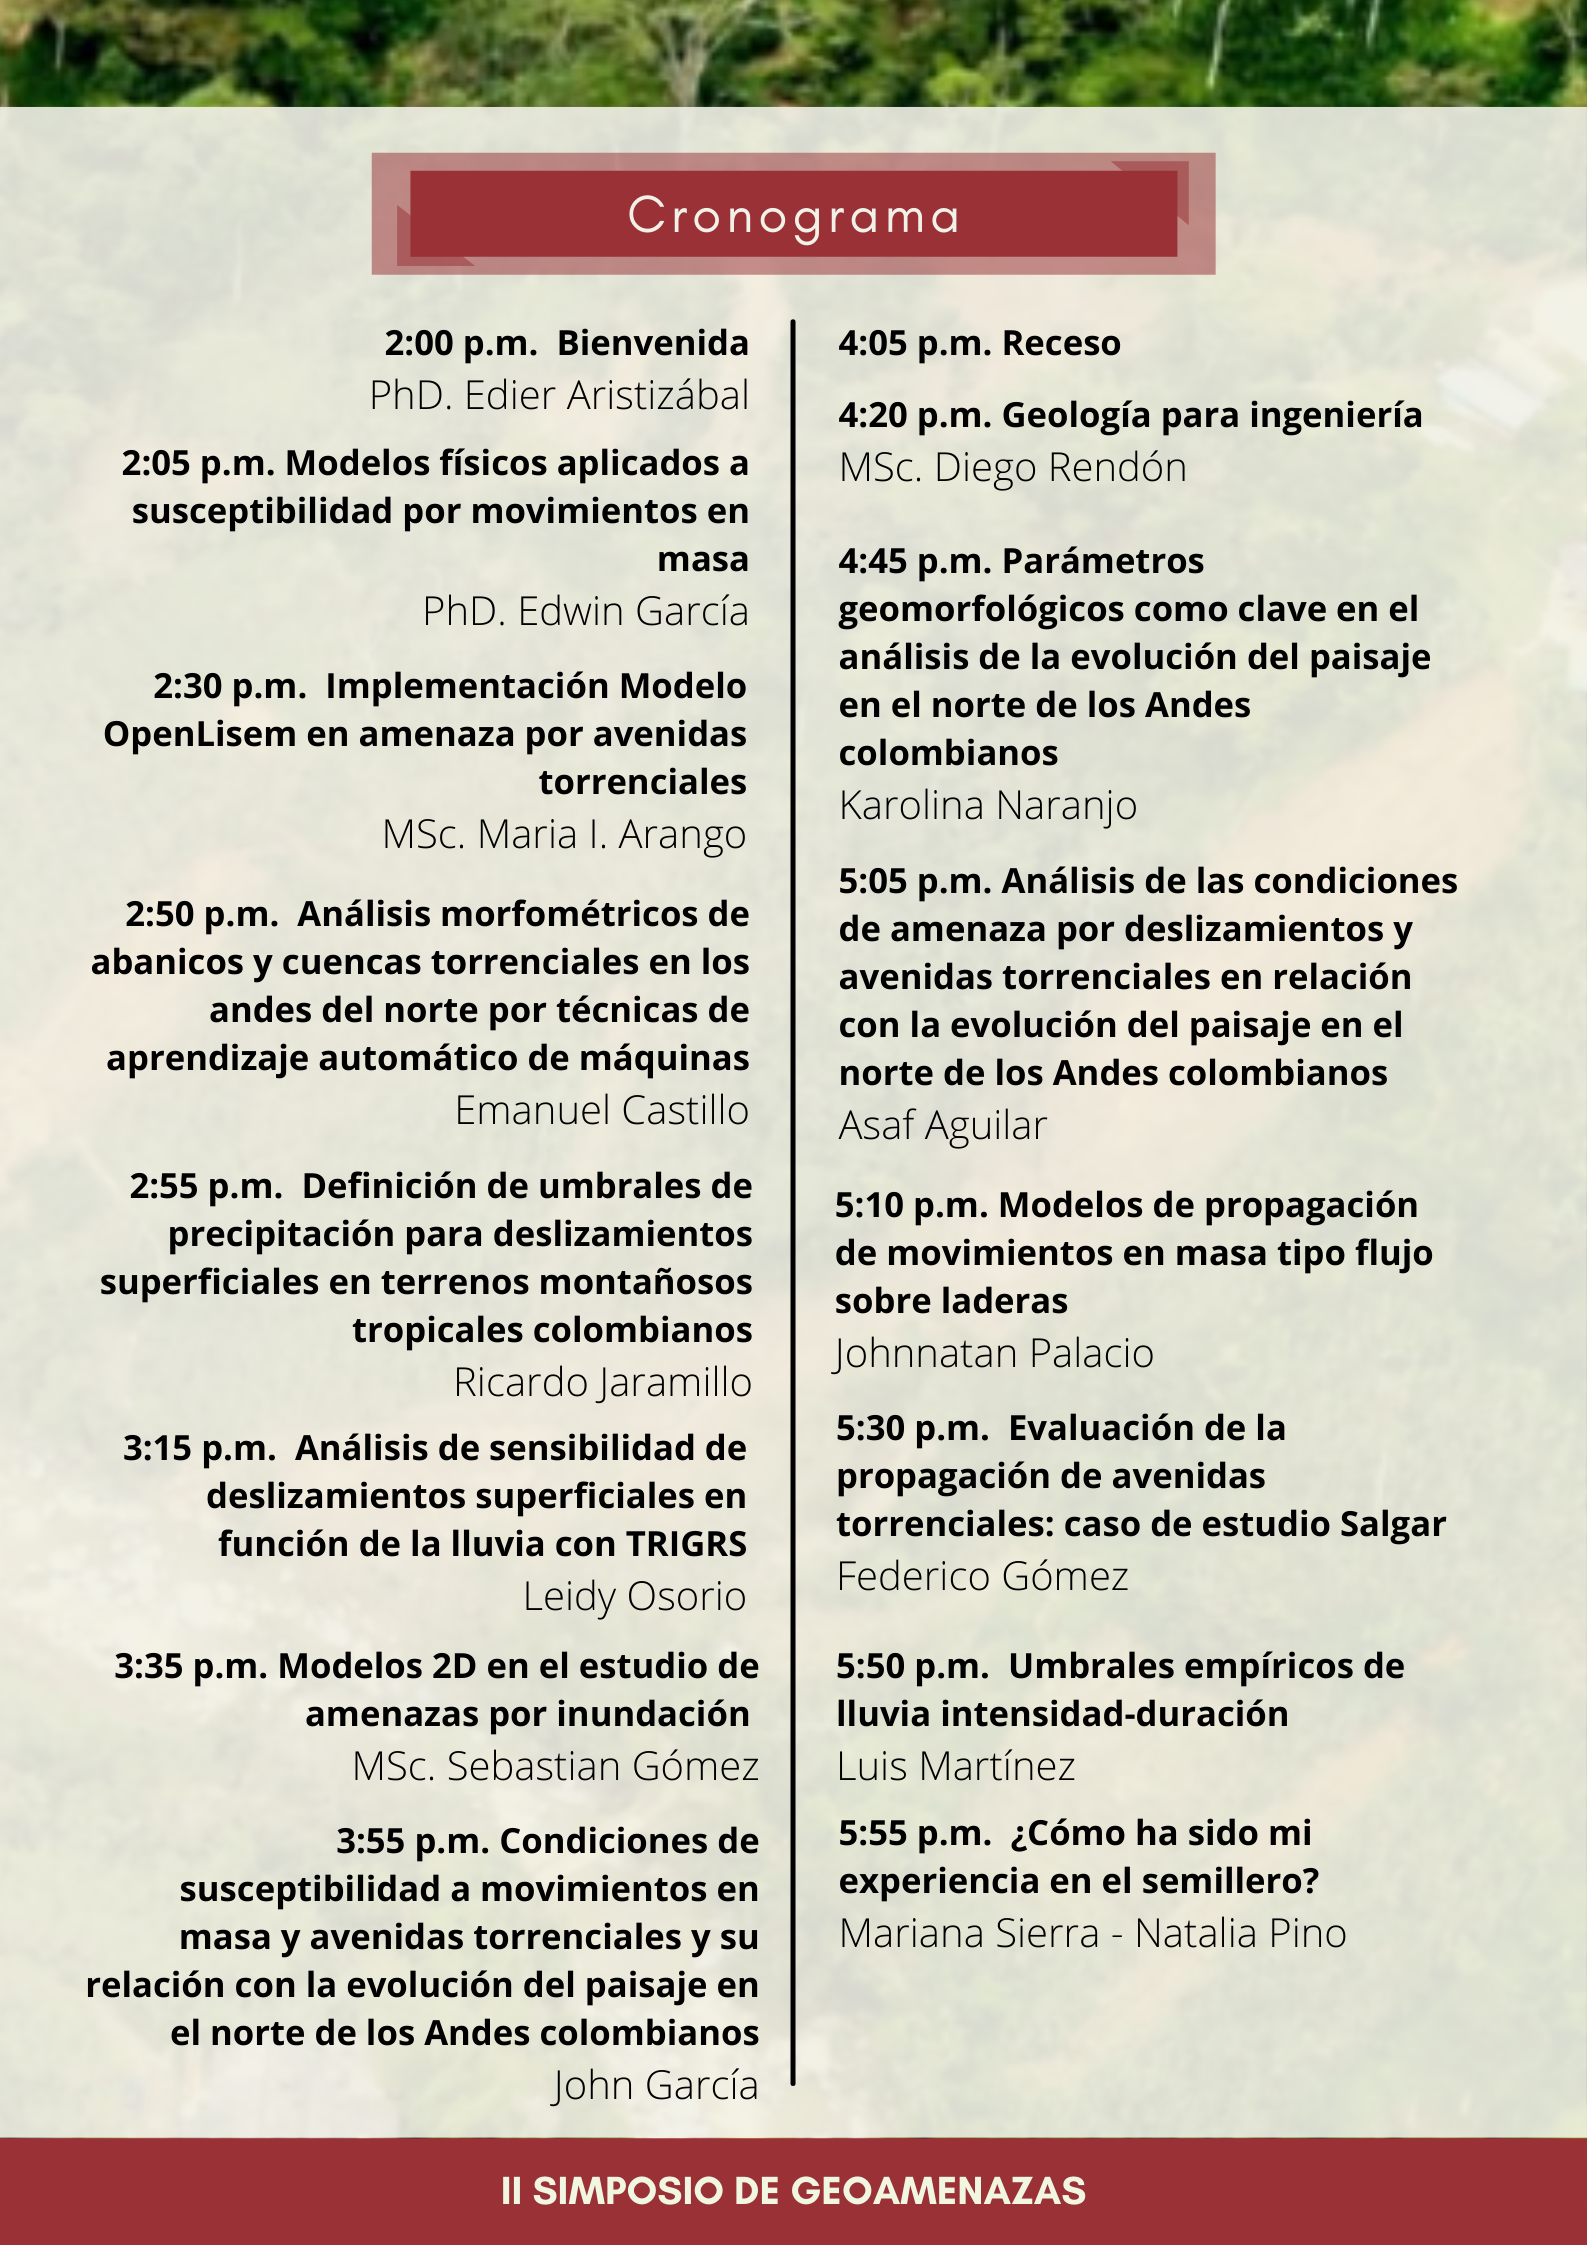 Cronograma
2:00 p.m.  Bienvenida
PhD. Edier Aristizábal
2:05 p.m. Modelos físicos aplicados a
susceptibilidad por movimientos en
masa
PhD. Edwin García
2:30 p.m.  Implementación Modelo
OpenLisem en amenaza por avenidas
torrenciales
MSc. Maria I. Arango
2:50 p.m.  Análisis morfométricos de
abanicos y cuencas torrenciales en los
andes del norte por técnicas de
aprendizaje automático de máquinas
Emanuel Castillo
2:55 p.m.  Definición de umbrales de
precipitación para deslizamientos
superficiales en terrenos montañosos
tropicales colombianos
Ricardo Jaramillo
3:15 p.m.  Análisis de sensibilidad de
deslizamientos superficiales en
función de la lluvia con TRIGRS
Leidy Osorio
3:35 p.m. Modelos 2D en el estudio de
amenazas por inundación
MSc. Sebastian Gómez
3:55 p.m. Condiciones de
susceptibilidad a movimientos en
masa y avenidas torrenciales y su
relación con la evolución del paisaje en
el norte de los Andes colombianos
John García
4:05 p.m. Receso
4:20 p.m. Geología para ingeniería
MSc. Diego Rendón
4:45 p.m. Parámetros
geomorfológicos como clave en el
análisis de la evolución del paisaje
en el norte de los Andes
colombianos
Karolina Naranjo
5:05 p.m. Análisis de las condiciones
de amenaza por deslizamientos y
avenidas torrenciales en relación
con la evolución del paisaje en el
norte de los Andes colombianos
Asaf Aguilar
5:10 p.m. Modelos de propagación
de movimientos en masa tipo flujo
sobre laderas
Johnnatan Palacio
5:30 p.m.  Evaluación de la
propagación de avenidas
torrenciales: caso de estudio Salgar
Federico Gómez
5:50 p.m.  Umbrales empíricos de
lluvia intensidad-duración
Luis Martínez
5:55 p.m.  ¿Cómo ha sido mi
experiencia en el semillero?
Mariana Sierra - Natalia Pino
II SIMPOSIO DE GEOAMENAZAS